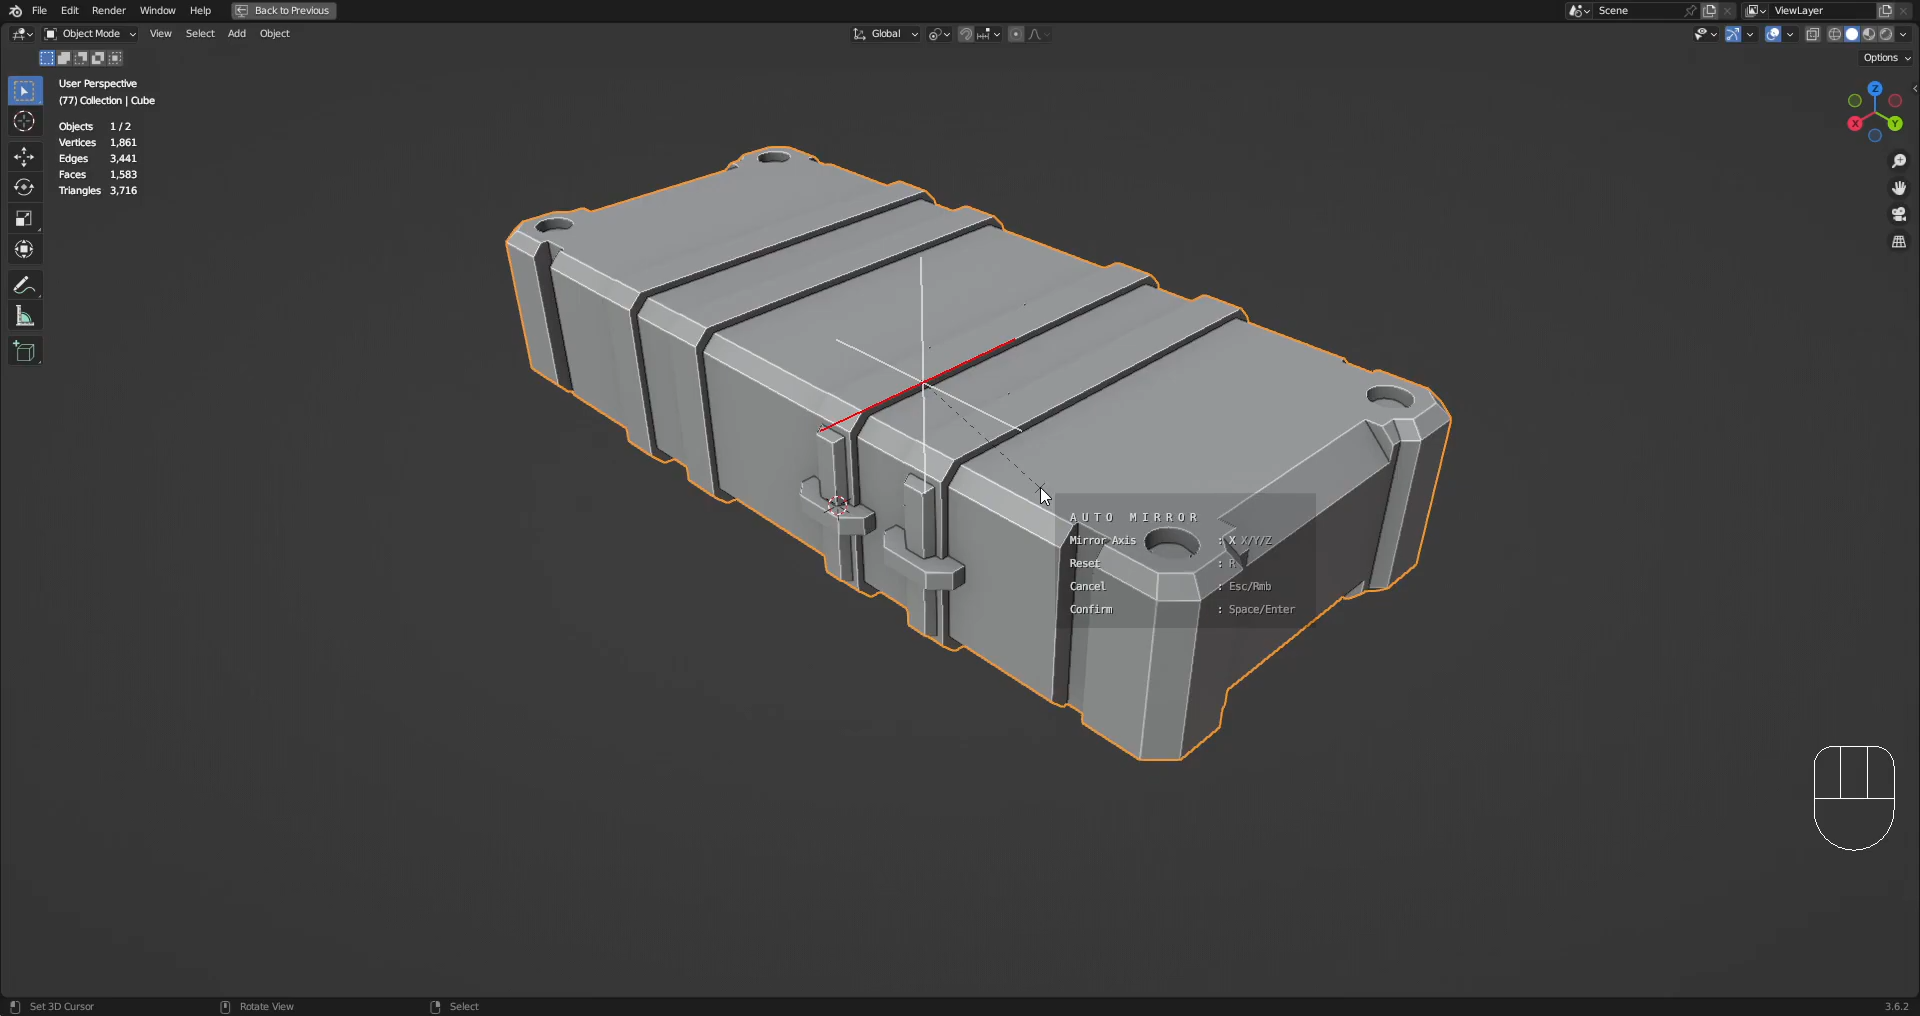 File Edit Render Window Help Back to Previous Scene ViewLayer
Object Mode View Select Add Object Global
Options
User Perspective
(77) Collection | Cube
Objects 1 / 2
Vertices 1,861
Edges 3,441
Faces 1,583
Triangles 3,716
Z
X Y
AUTO MIRROR
Mirror Axis : X X/Y/Z
Reset : R
Cancel : Esc/Rmb
Confirm : Space/Enter
Set 3D Cursor Rotate View Select 3.6.2